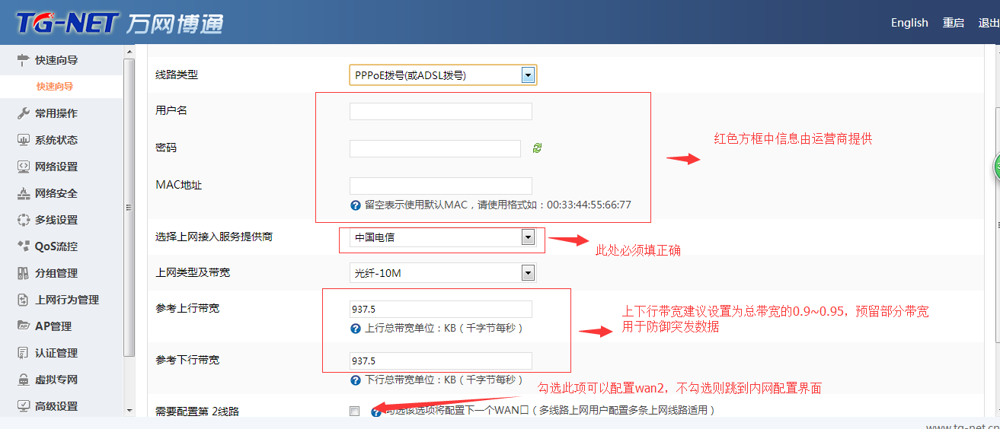 TG-NET 万网博通
English 重启 退出
快速向导
快速向导
常用操作
系统状态
网络设置
网络安全
多线设置
QoS流控
分组管理
上网行为管理
AP管理
认证管理
虚拟专网
高级设置
线路类型 PPPoE拨号(或ADSL拨号)
用户名
密码
红色方框中信息由运营商提供
MAC地址
留空表示使用默认MAC，请使用格式如：00:33:44:55:66:77
选择上网接入服务提供商 中国电信
此处必须填正确
上网类型及带宽 光纤-10M
参考上行带宽 937.5
上行总带宽单位：KB（千字节每秒）
上下行带宽建议设置为总带宽的0.9~0.95，预留部分带宽
用于防御突发数据
参考下行带宽 937.5
下行总带宽单位：KB（千字节每秒）
勾选此项可以配置wan2，不勾选则跳到内网配置界面
需要配置第 2线路 勾选该选项将配置下一个WAN口（多线路上网用户配置多条上网线路适用）
www.tg-net.cn